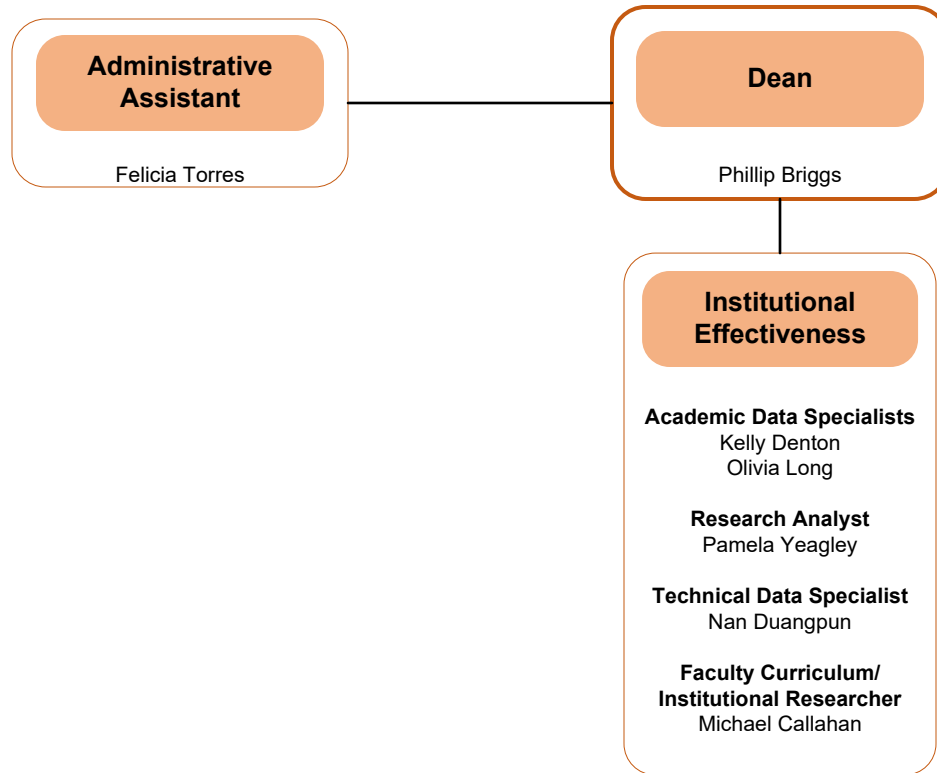 Administrative
Assistant
Felicia Torres
Dean
Phillip Briggs
Institutional
Effectiveness
Academic Data Specialists
Kelly Denton
Olivia Long
Research Analyst
Pamela Yeagley
Technical Data Specialist
Nan Duangpun
Faculty Curriculum/
Institutional Researcher
Michael Callahan